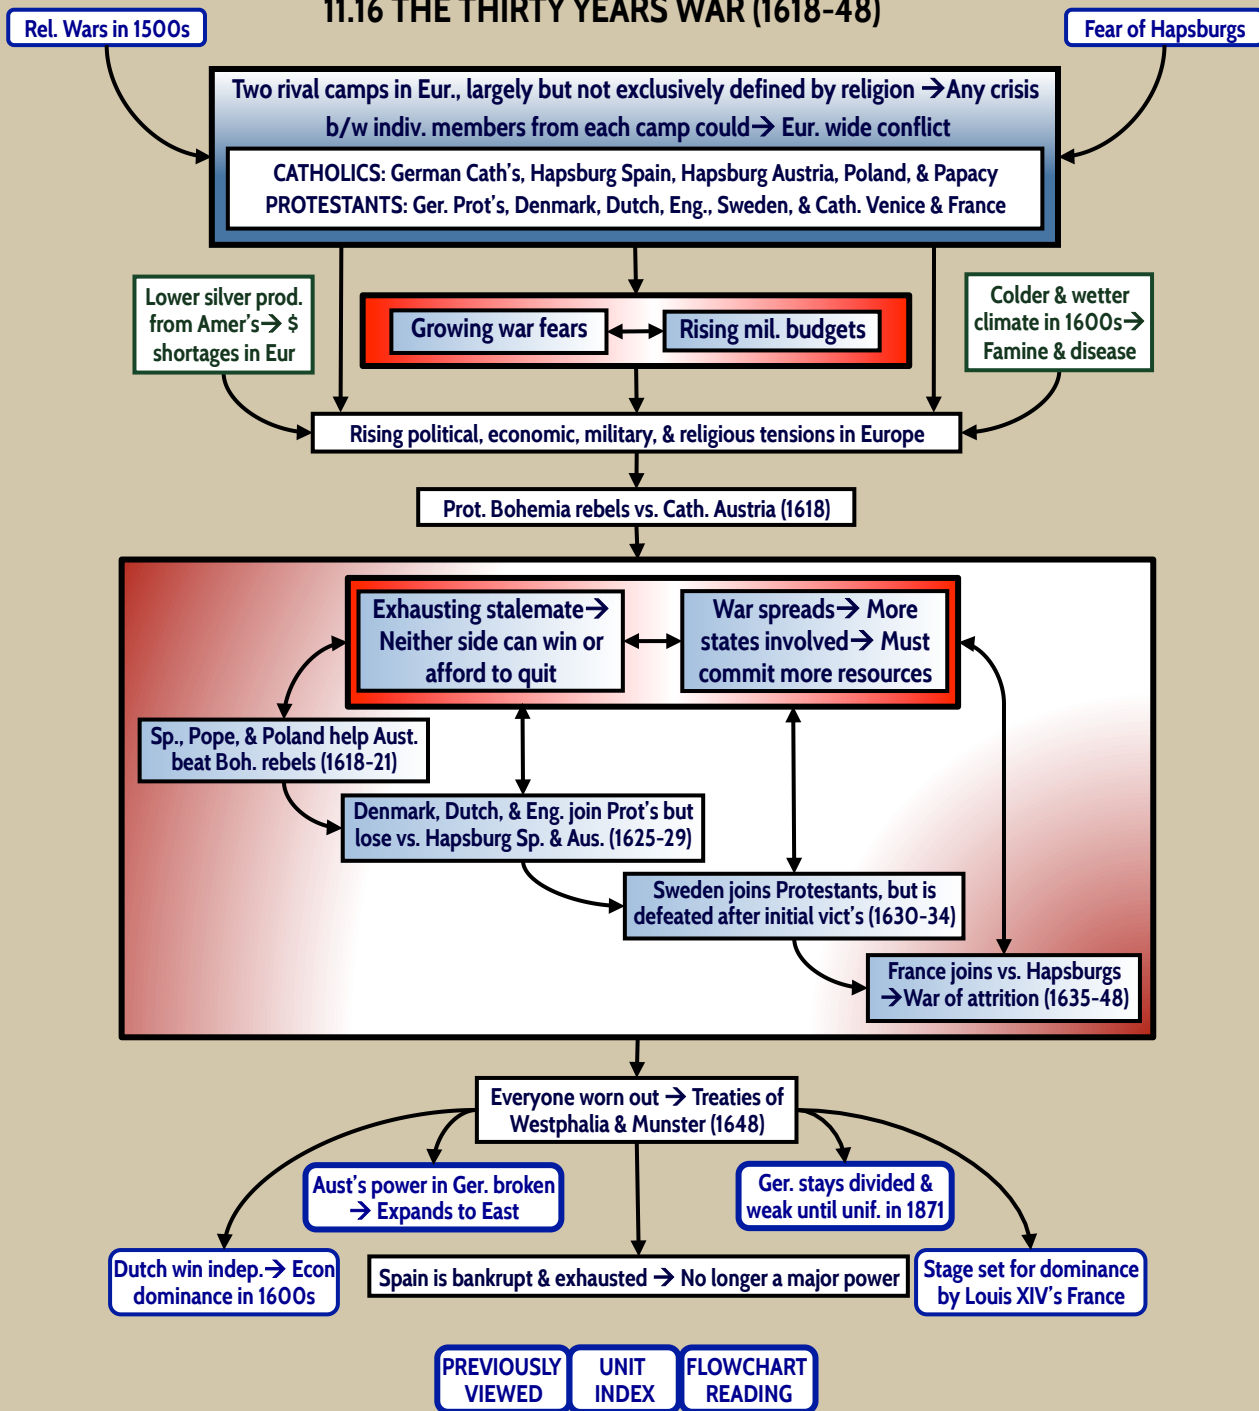 11.16 THE THIRTY YEARS WAR (1618-48)
Rel. Wars in 1500s
Fear of Hapsburgs
Two rival camps in Eur., largely but not exclusively defined by religion →Any crisis
b/w indiv. members from each camp could→ Eur. wide conflict
CATHOLICS: German Cath's, Hapsburg Spain, Hapsburg Austria, Poland, & Papacy
PROTESTANTS: Ger. Prot's, Denmark, Dutch, Eng., Sweden, & Cath. Venice & France
Lower silver prod.
from Amer's→ $
shortages in Eur
Growing war fears
Rising mil. budgets
Colder & wetter
climate in 1600s→
Famine & disease
Rising political, economic, military, & religious tensions in Europe
Prot. Bohemia rebels vs. Cath. Austria (1618)
Exhausting stalemate→
Neither side can win or
afford to quit
War spreads→ More
states involved→ Must
commit more resources
Sp., Pope, & Poland help Aust.
beat Boh. rebels (1618-21)
Denmark, Dutch, & Eng. join Prot's but
lose vs. Hapsburg Sp. & Aus. (1625-29)
Sweden joins Protestants, but is
defeated after initial vict's (1630-34)
France joins vs. Hapsburgs
→War of attrition (1635-48)
Everyone worn out → Treaties of
Westphalia & Munster (1648)
Aust's power in Ger. broken
→ Expands to East
Ger. stays divided &
weak until unif. in 1871
Dutch win indep.→ Econ
dominance in 1600s
Spain is bankrupt & exhausted → No longer a major power
Stage set for dominance
by Louis XIV's France
PREVIOUSLY
VIEWED
UNIT
INDEX
FLOWCHART
READING